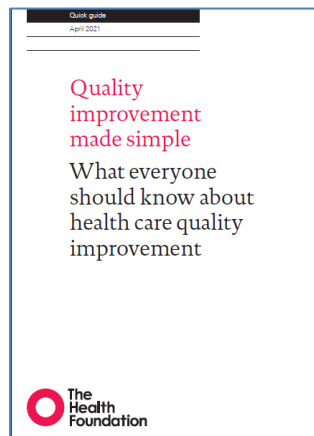 Quick guide
April 2021
Quality
improvement
made simple
What everyone
should know about
health care quality
improvement
The
Health
Foundation